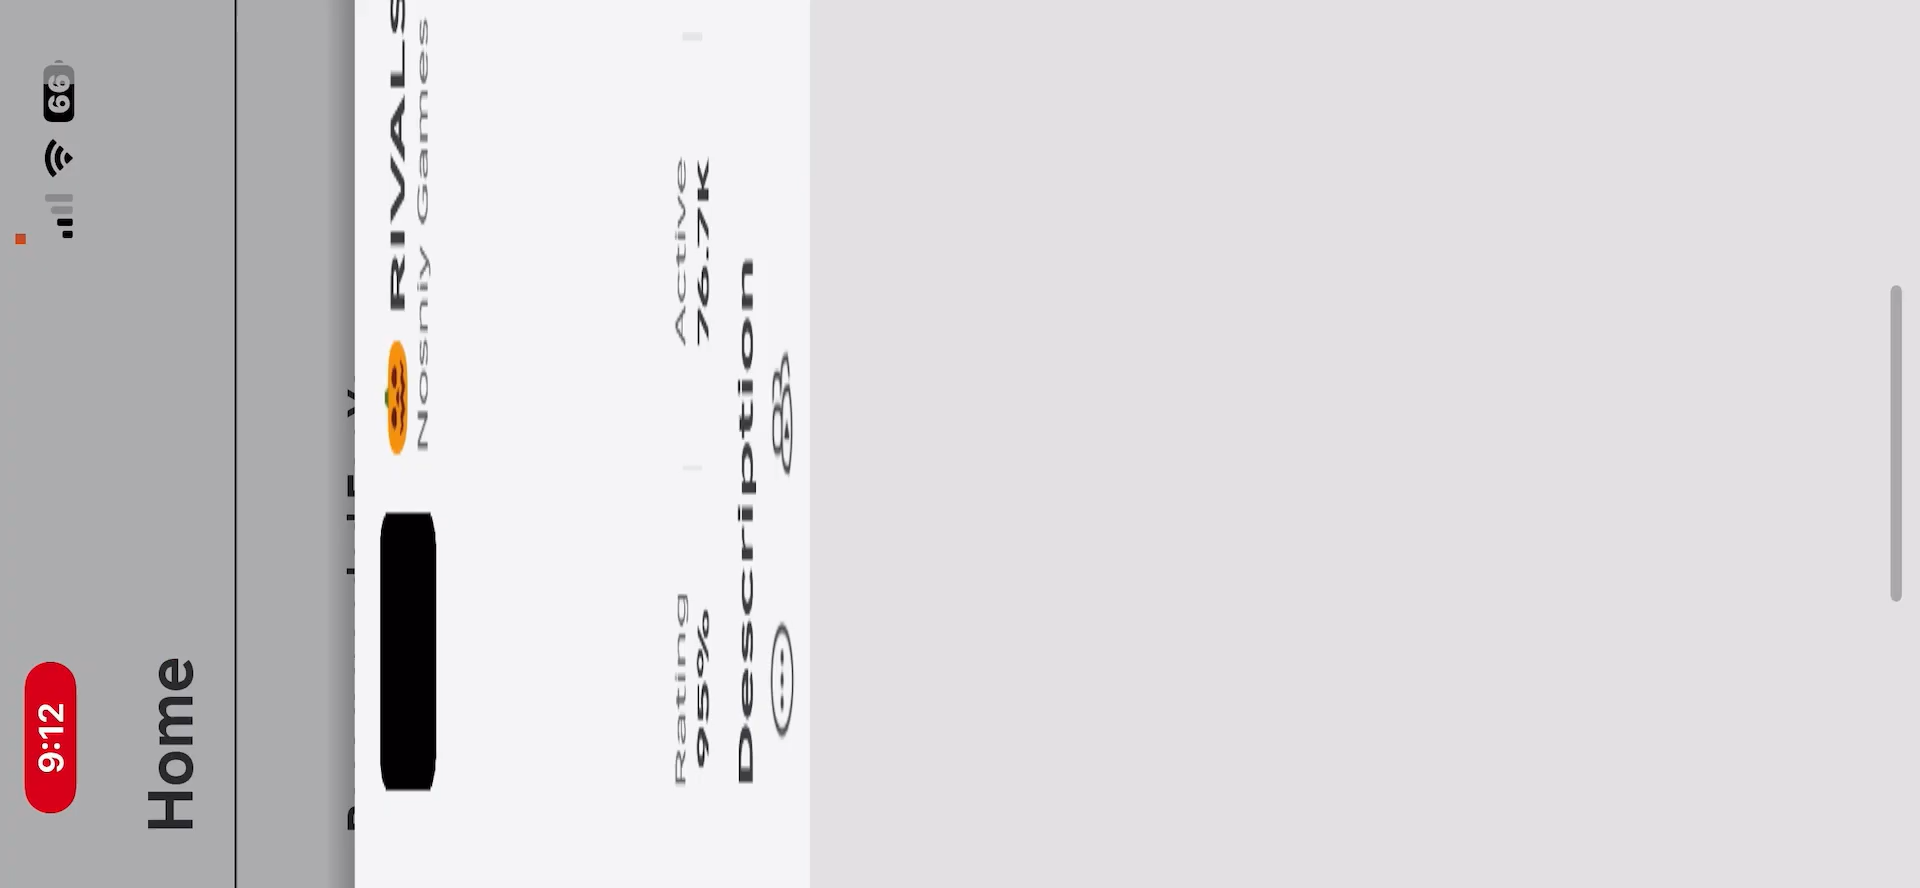 9:12
66
Home
🎃 RIVALS
Nosniy Games
Rating
95%
Active
76.7K
Description